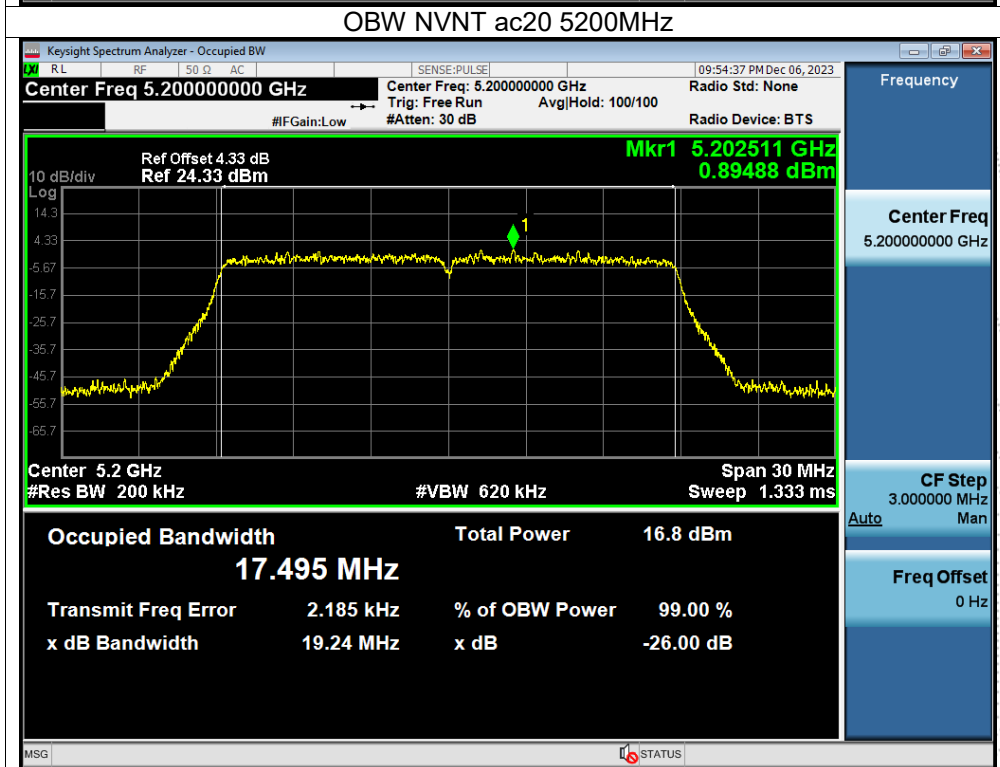 OBW NVNT ac20 5200MHz
Keysight Spectrum Analyzer - Occupied BW
LXI RL RF 50 Ω AC SENSE:PULSE 09:54:37 PM Dec 06, 2023
Center Freq 5.200000000 GHz Center Freq: 5.200000000 GHz Radio Std: None
Trig: Free Run Avg|Hold: 100/100
#IFGain:Low #Atten: 30 dB Radio Device: BTS
Frequency
Mkr1 5.202511 GHz
0.89488 dBm
Ref Offset 4.33 dB
10 dB/div Ref 24.33 dBm
Log
14.3
1
4.33
-5.67
-15.7
-25.7
-35.7
-45.7
-55.7
-65.7
Center 5.2 GHz Span 30 MHz
#Res BW 200 kHz #VBW 620 kHz Sweep 1.333 ms
Center Freq
5.200000000 GHz
CF Step
3.000000 MHz
Auto Man
Freq Offset
0 Hz
Occupied Bandwidth Total Power 16.8 dBm
17.495 MHz
Transmit Freq Error 2.185 kHz % of OBW Power 99.00 %
x dB Bandwidth 19.24 MHz x dB -26.00 dB
MSG STATUS